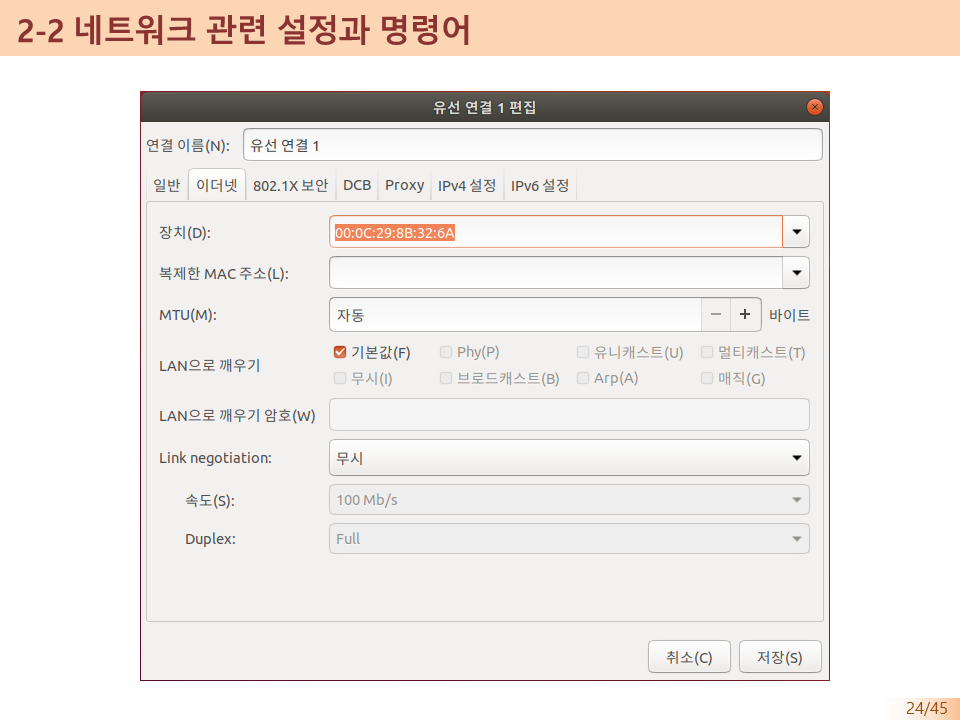 2-2 네트워크 관련 설정과 명령어
유선 연결 1 편집
연결 이름(N): 유선 연결 1
일반 이더넷 802.1X 보안 DCB Proxy IPv4 설정 IPv6 설정
장치(D): 00:0C:29:8B:32:6A
복제한 MAC 주소(L):
MTU(M): 자동 − + 바이트
LAN으로 깨우기
기본값(F) Phy(P) 유니캐스트(U) 멀티캐스트(T)
무시(I) 브로드캐스트(B) Arp(A) 매직(G)
LAN으로 깨우기 암호(W)
Link negotiation: 무시
속도(S): 100 Mb/s
Duplex: Full
취소(C) 저장(S)
24/45